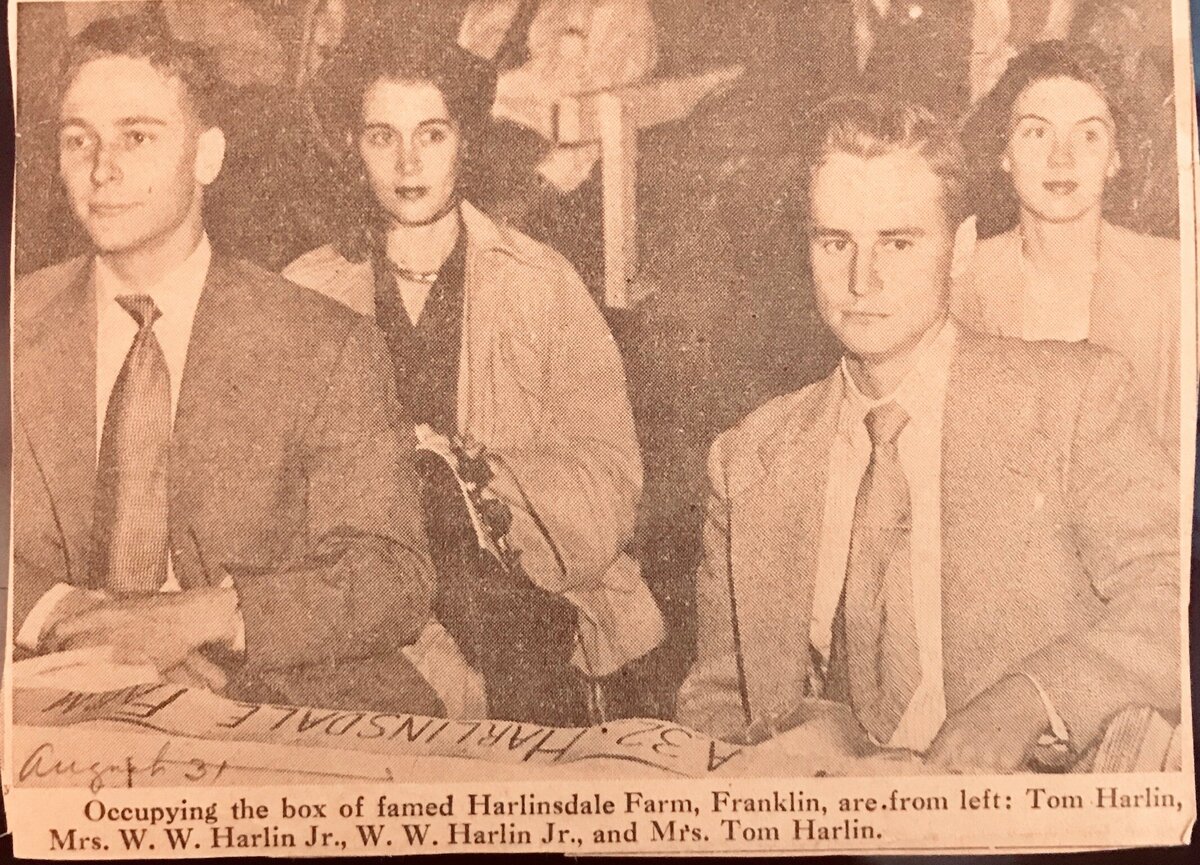 A 32. HARLINSDALE FARM
August 31
Occupying the box of famed Harlinsdale Farm, Franklin, are from left: Tom Harlin,
Mrs. W. W. Harlin Jr., W. W. Harlin Jr., and Mrs. Tom Harlin.